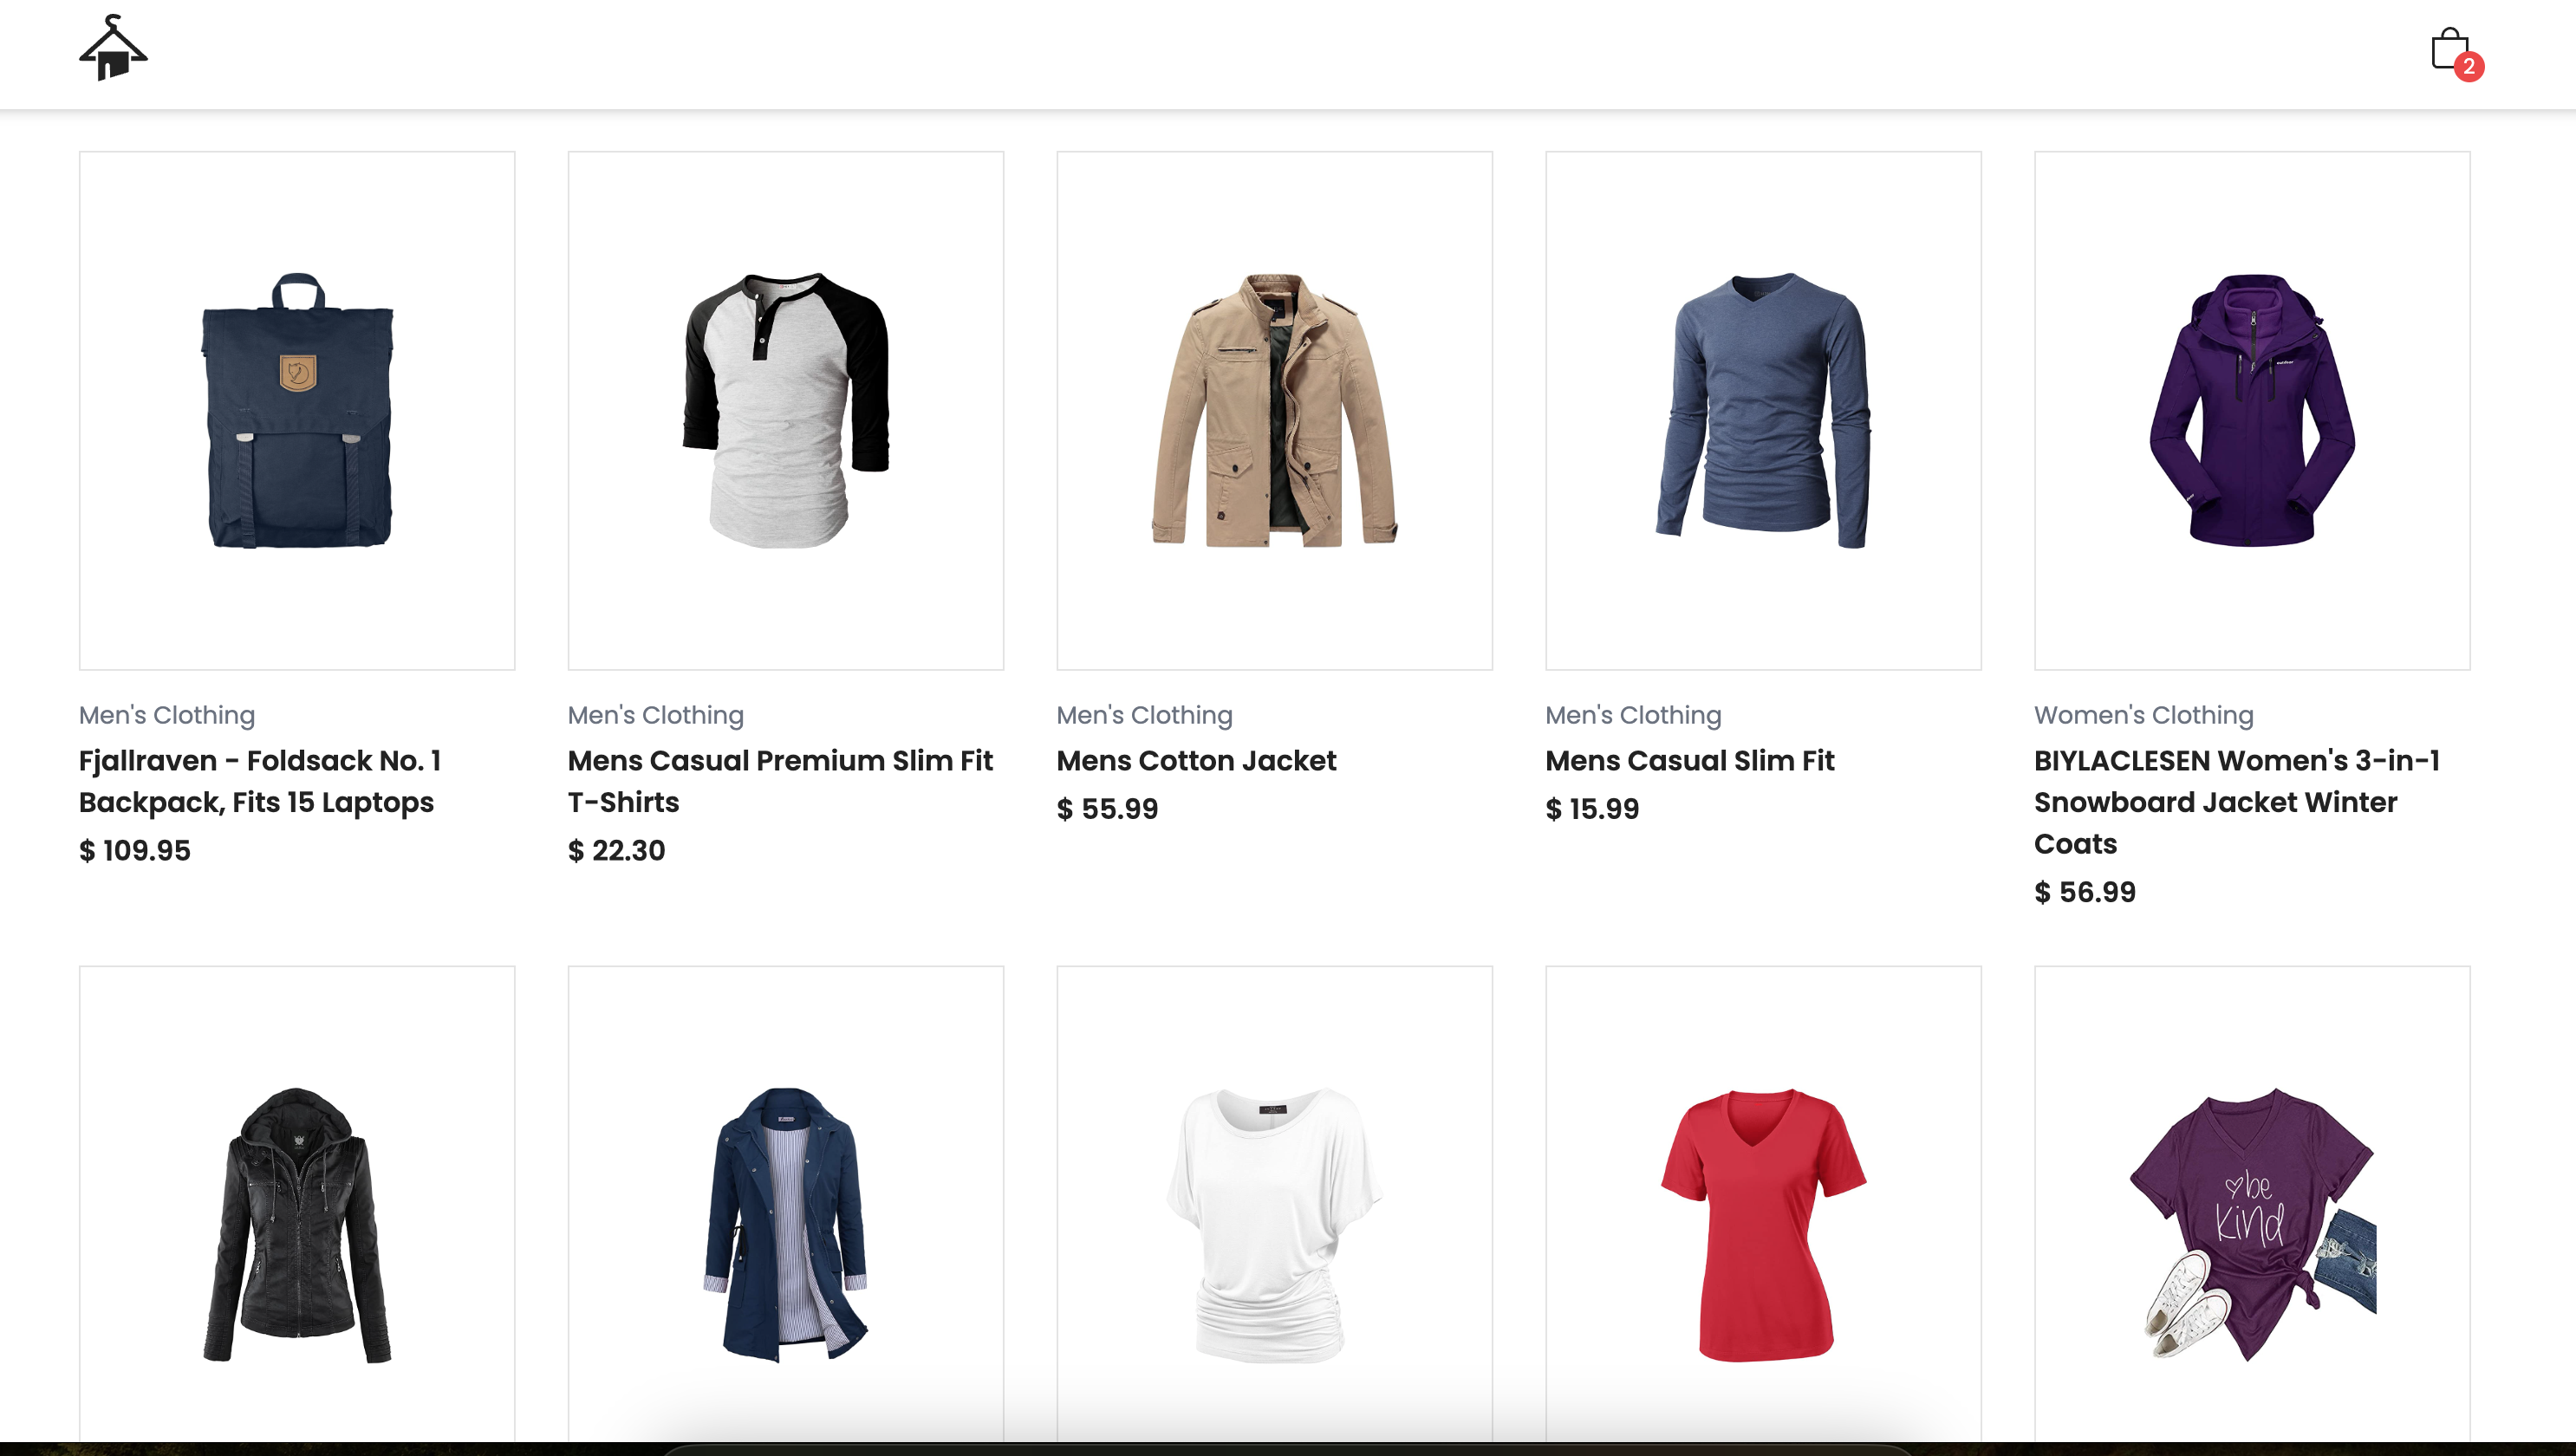 2
Men's Clothing
Fjallraven - Foldsack No. 1
Backpack, Fits 15 Laptops
$ 109.95
Men's Clothing
Mens Casual Premium Slim Fit
T-Shirts
$ 22.30
Men's Clothing
Mens Cotton Jacket
$ 55.99
Men's Clothing
Mens Casual Slim Fit
$ 15.99
Women's Clothing
BIYLACLESEN Women's 3-in-1
Snowboard Jacket Winter
Coats
$ 56.99
be
kind